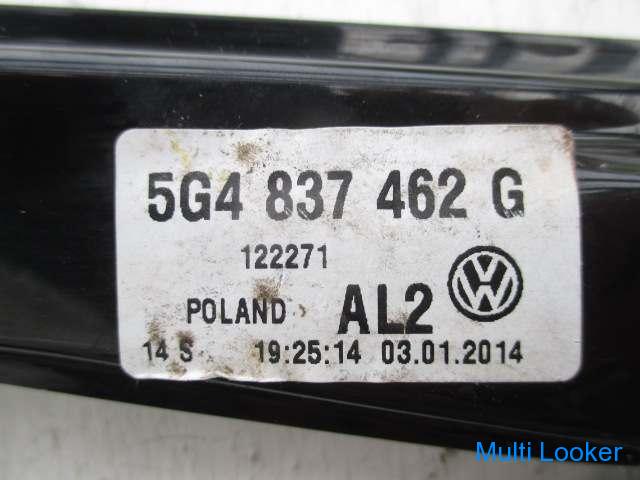 5G4 837 462 G
122271
POLAND AL2
14 S 19:25:14 03.01.2014
Multi Looker